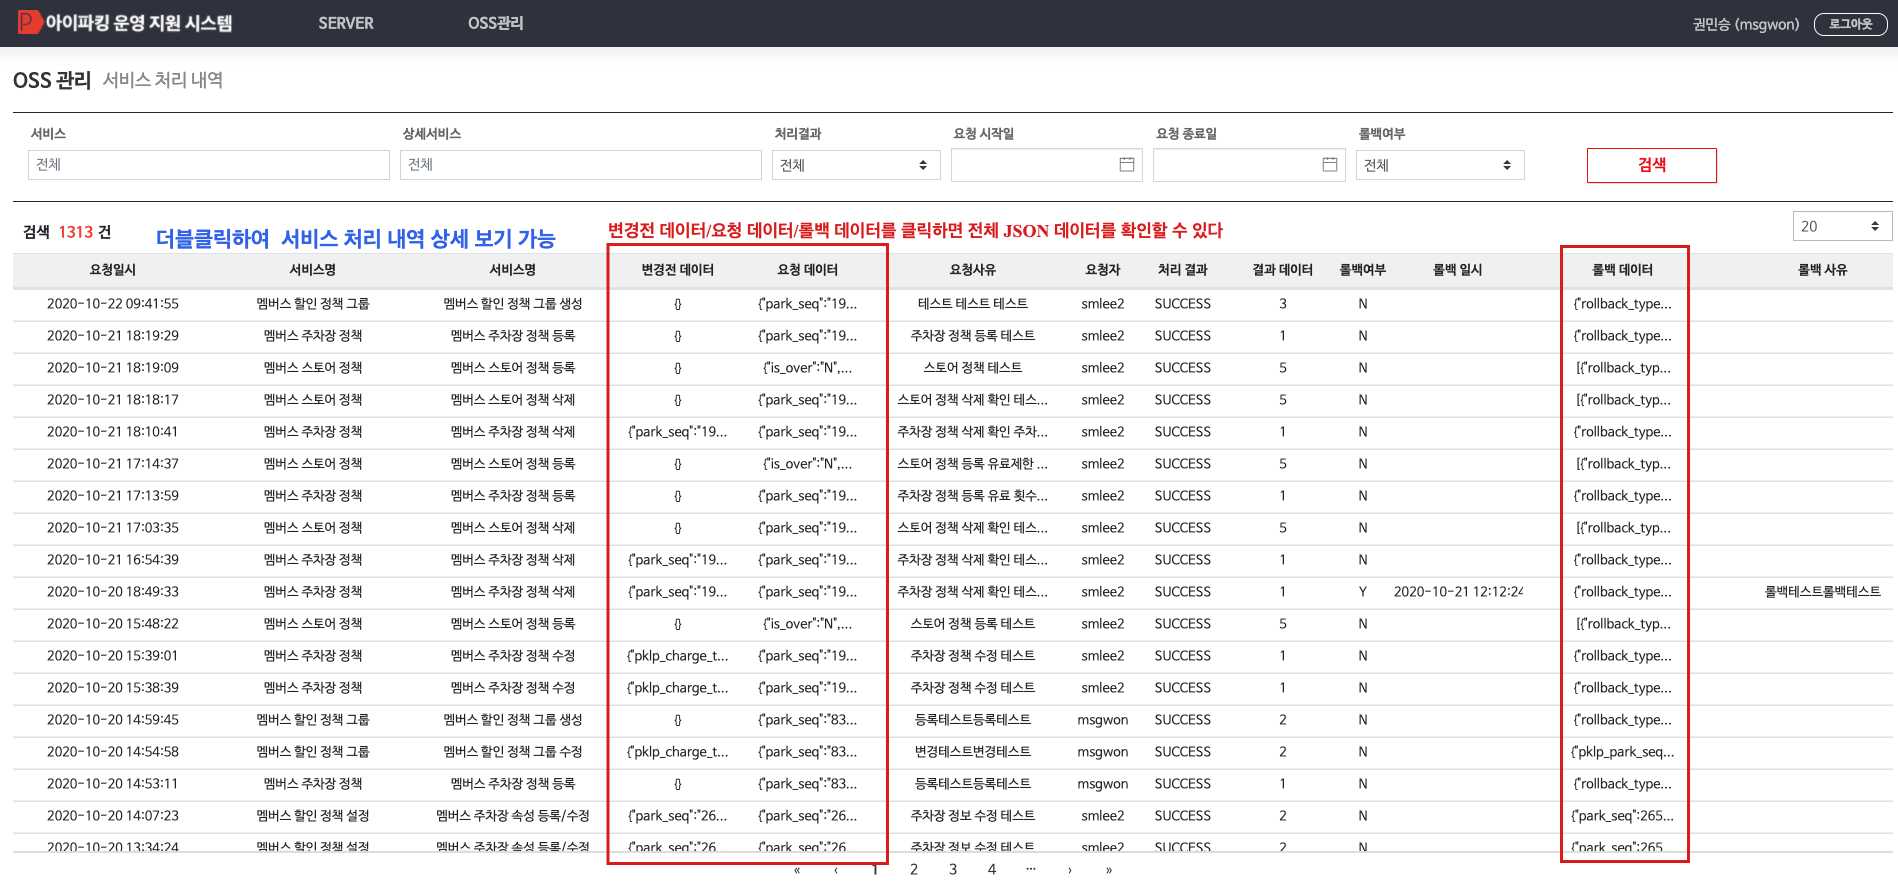 아이파킹 운영 지원 시스템 SERVER OSS관리 권민승 (msgwon) 로그아웃
OSS 관리 서비스 처리 내역
서비스 상세서비스 처리결과 요청 시작일 요청 종료일 롤백여부
전체 전체 전체 전체 검색
검색 1313 건 더블클릭하여 서비스 처리 내역 상세 보기 가능 변경전 데이터/요청 데이터/롤백 데이터를 클릭하면 전체 JSON 데이터를 확인할 수 있다 20
요청일시 서비스명 서비스명 변경전 데이터 요청 데이터 요청사유 요청자 처리 결과 결과 데이터 롤백여부 롤백 일시 롤백 데이터 롤백 사유
2020-10-22 09:41:55 멤버스 할인 정책 그룹 멤버스 할인 정책 그룹 생성 {} {"park_seq":"19... 테스트 테스트 테스트 smlee2 SUCCESS 3 N {"rollback_type...
2020-10-21 18:19:29 멤버스 주차장 정책 멤버스 주차장 정책 등록 {} {"park_seq":"19... 주차장 정책 등록 테스트 smlee2 SUCCESS 1 N {"rollback_type...
2020-10-21 18:19:09 멤버스 스토어 정책 멤버스 스토어 정책 등록 {} {"is_over":"N",... 스토어 정책 테스트 smlee2 SUCCESS 5 N [{"rollback_typ...
2020-10-21 18:18:17 멤버스 스토어 정책 멤버스 스토어 정책 삭제 {} {"park_seq":"19... 스토어 정책 삭제 확인 테스... smlee2 SUCCESS 5 N [{"rollback_typ...
2020-10-21 18:10:41 멤버스 주차장 정책 멤버스 주차장 정책 삭제 {"park_seq":"19... {"park_seq":"19... 주차장 정책 삭제 확인 주차... smlee2 SUCCESS 1 N {"rollback_type...
2020-10-21 17:14:37 멤버스 스토어 정책 멤버스 스토어 정책 등록 {} {"is_over":"N",... 스토어 정책 등록 유료제한 ... smlee2 SUCCESS 5 N [{"rollback_typ...
2020-10-21 17:13:59 멤버스 주차장 정책 멤버스 주차장 정책 등록 {} {"park_seq":"19... 주차장 정책 등록 유료 횟수... smlee2 SUCCESS 1 N {"rollback_type...
2020-10-21 17:03:35 멤버스 스토어 정책 멤버스 스토어 정책 삭제 {} {"park_seq":"19... 스토어 정책 삭제 확인 테스... smlee2 SUCCESS 5 N [{"rollback_typ...
2020-10-21 16:54:39 멤버스 주차장 정책 멤버스 주차장 정책 삭제 {"park_seq":"19... {"park_seq":"19... 주차장 정책 삭제 확인 테스... smlee2 SUCCESS 1 N {"rollback_type...
2020-10-20 18:49:33 멤버스 주차장 정책 멤버스 주차장 정책 삭제 {"park_seq":"19... {"park_seq":"19... 주차장 정책 삭제 확인 테스... smlee2 SUCCESS 1 Y 2020-10-21 12:12:24 {"rollback_type... 롤백테스트롤백테스트
2020-10-20 15:48:22 멤버스 스토어 정책 멤버스 스토어 정책 등록 {} {"is_over":"N",... 스토어 정책 등록 테스트 smlee2 SUCCESS 5 N [{"rollback_typ...
2020-10-20 15:39:01 멤버스 주차장 정책 멤버스 주차장 정책 수정 {"pklp_charge_t... {"park_seq":"19... 주차장 정책 수정 테스트 smlee2 SUCCESS 1 N {"rollback_type...
2020-10-20 15:38:39 멤버스 주차장 정책 멤버스 주차장 정책 수정 {"pklp_charge_t... {"park_seq":"19... 주차장 정책 수정 테스트 smlee2 SUCCESS 1 N {"rollback_type...
2020-10-20 14:59:45 멤버스 할인 정책 그룹 멤버스 할인 정책 그룹 생성 {} {"park_seq":"83... 등록테스트등록테스트 msgwon SUCCESS 2 N {"rollback_type...
2020-10-20 14:54:58 멤버스 할인 정책 그룹 멤버스 할인 정책 그룹 수정 {"pklp_charge_t... {"park_seq":"83... 변경테스트변경테스트 msgwon SUCCESS 2 N {"pklp_park_seq...
2020-10-20 14:53:11 멤버스 주차장 정책 멤버스 주차장 정책 등록 {} {"park_seq":"83... 등록테스트등록테스트 msgwon SUCCESS 1 N {"rollback_type...
2020-10-20 14:07:23 멤버스 할인 정책 설정 멤버스 주차장 속성 등록/수정 {"park_seq":"26... {"park_seq":"26... 주차장 정보 수정 테스트 smlee2 SUCCESS 2 N {"park_seq":265...
2020-10-20 13:34:24 멤버스 할인 정책 설정 멤버스 주차장 속성 등록/수정 {"park_seq":"26... {"park_seq":"26... 주차장 정보 수정 테스트 smlee2 SUCCESS 2 N {"park_seq":265...
« ‹ 1 2 3 4 ... › »